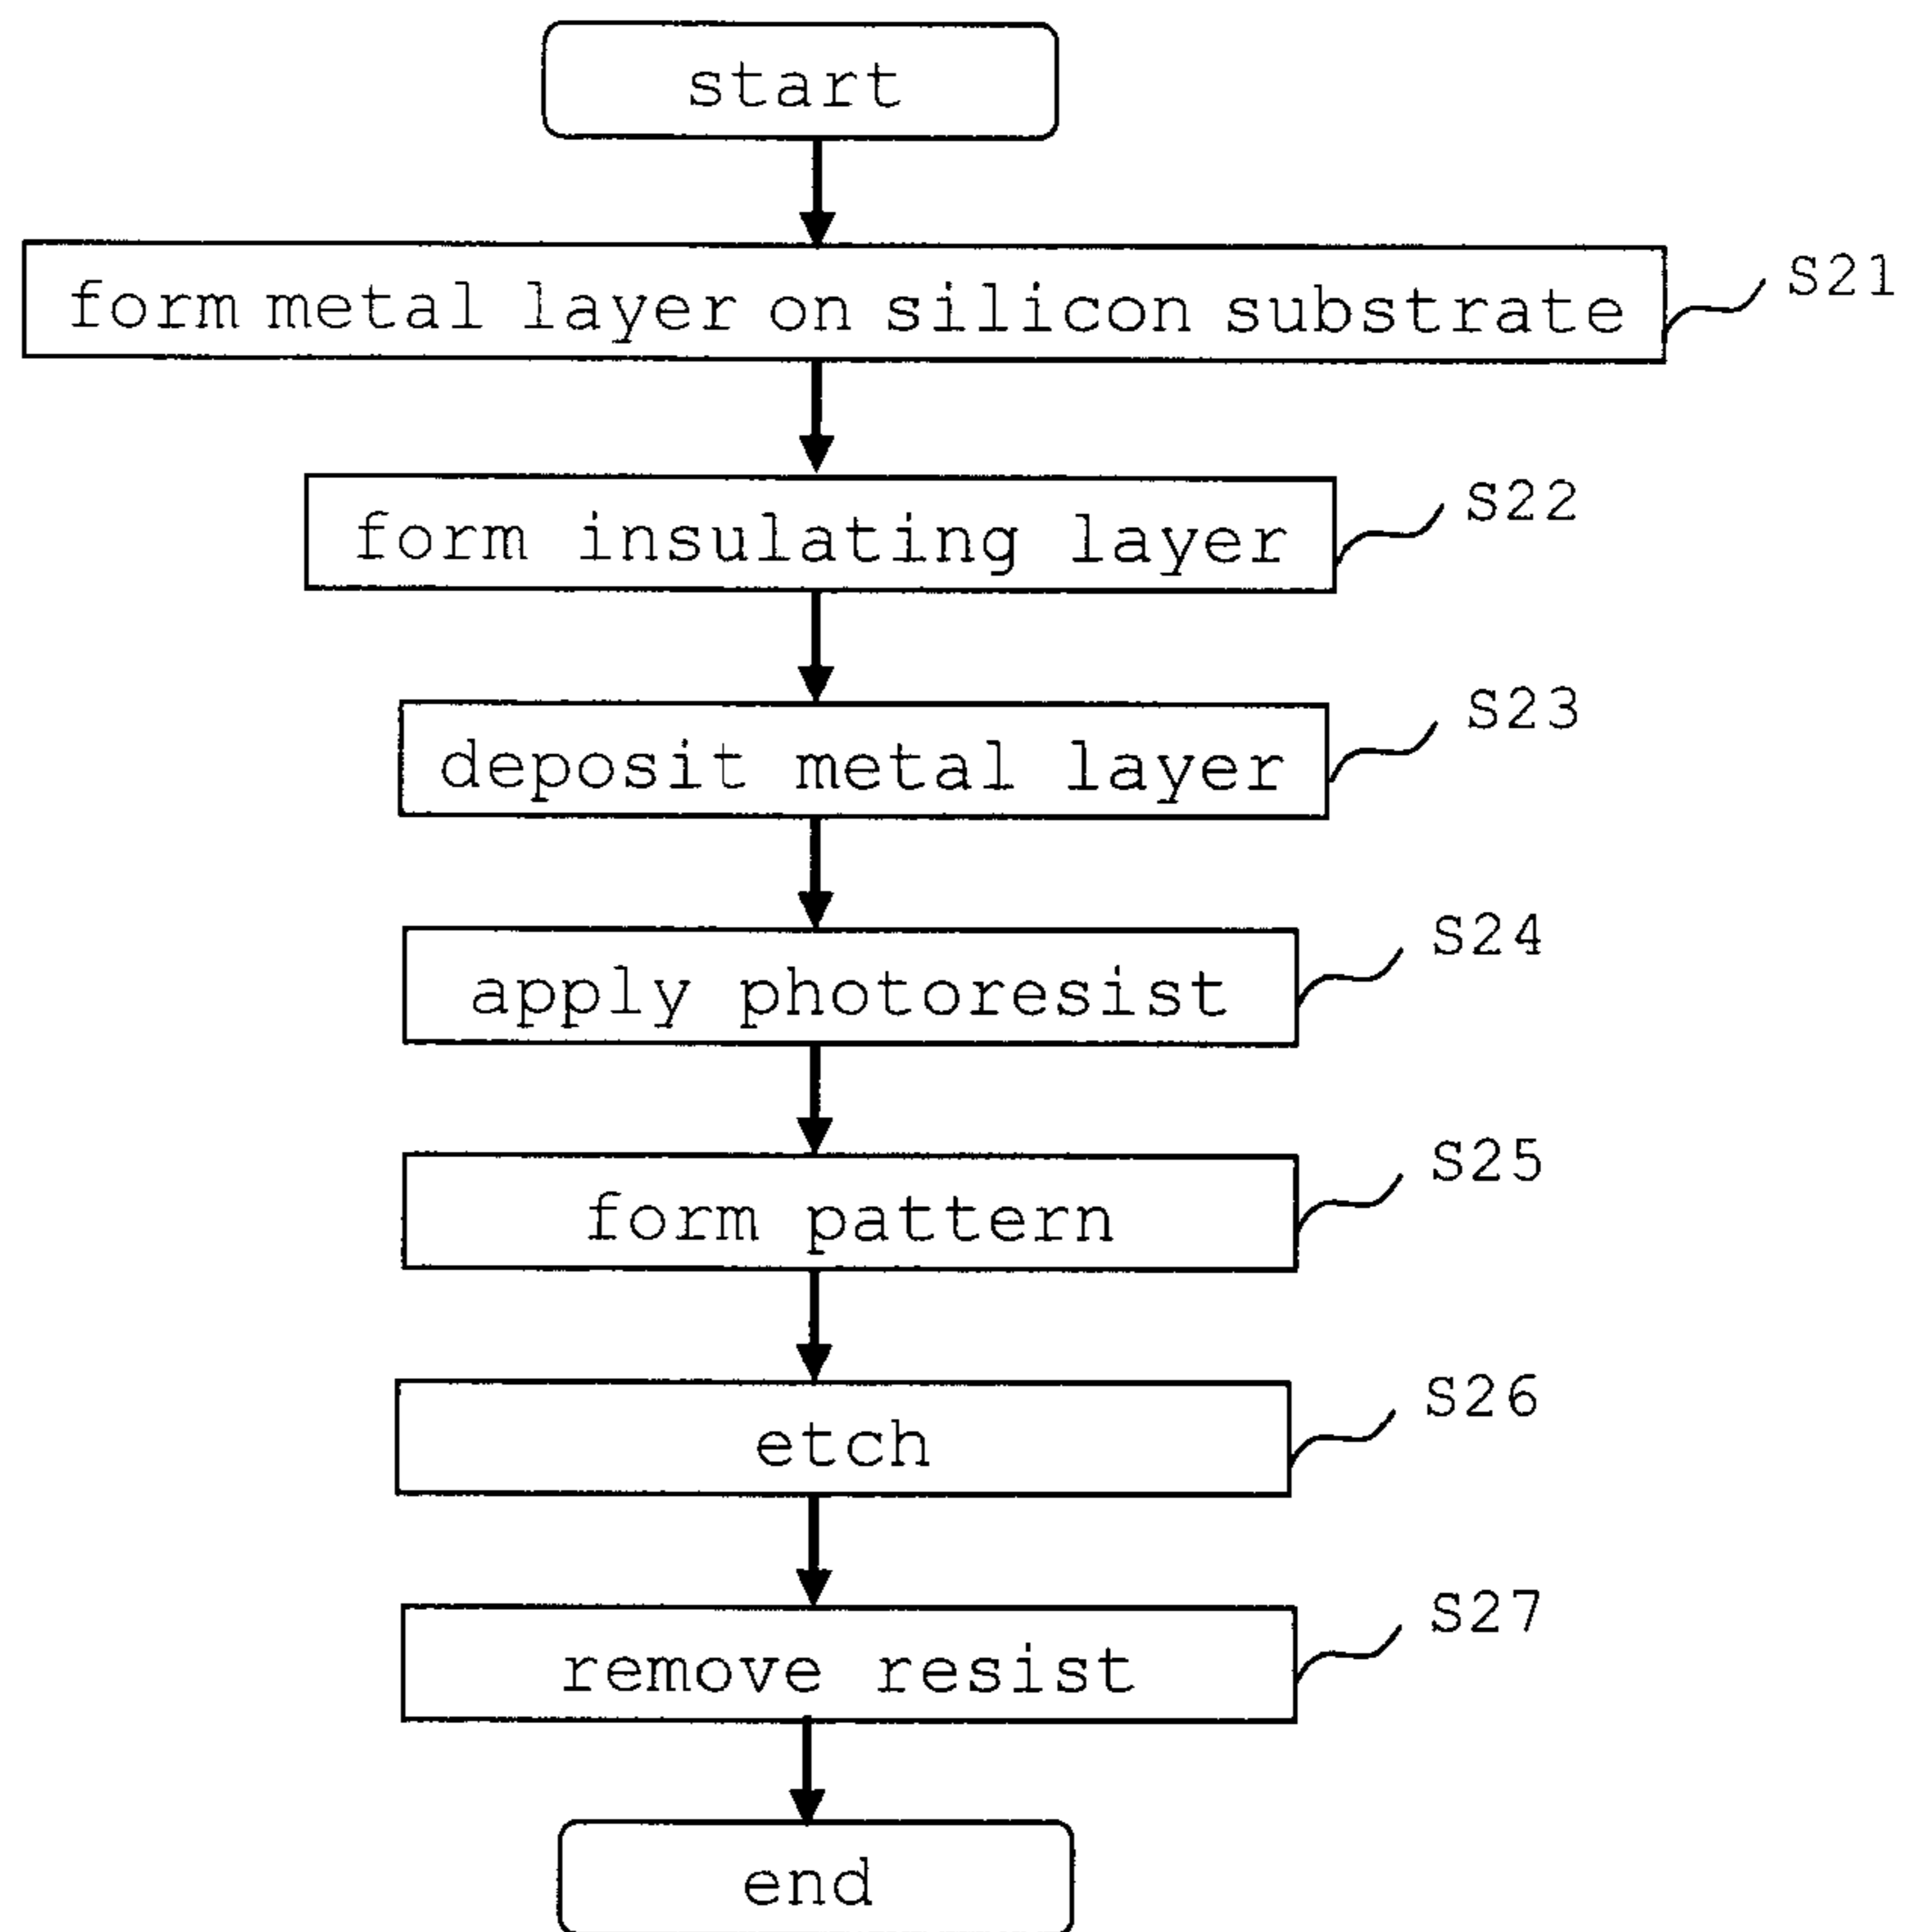 start
form metal layer on silicon substrate S21
form insulating layer S22
deposit metal layer S23
apply photoresist S24
form pattern S25
etch S26
remove resist S27
end